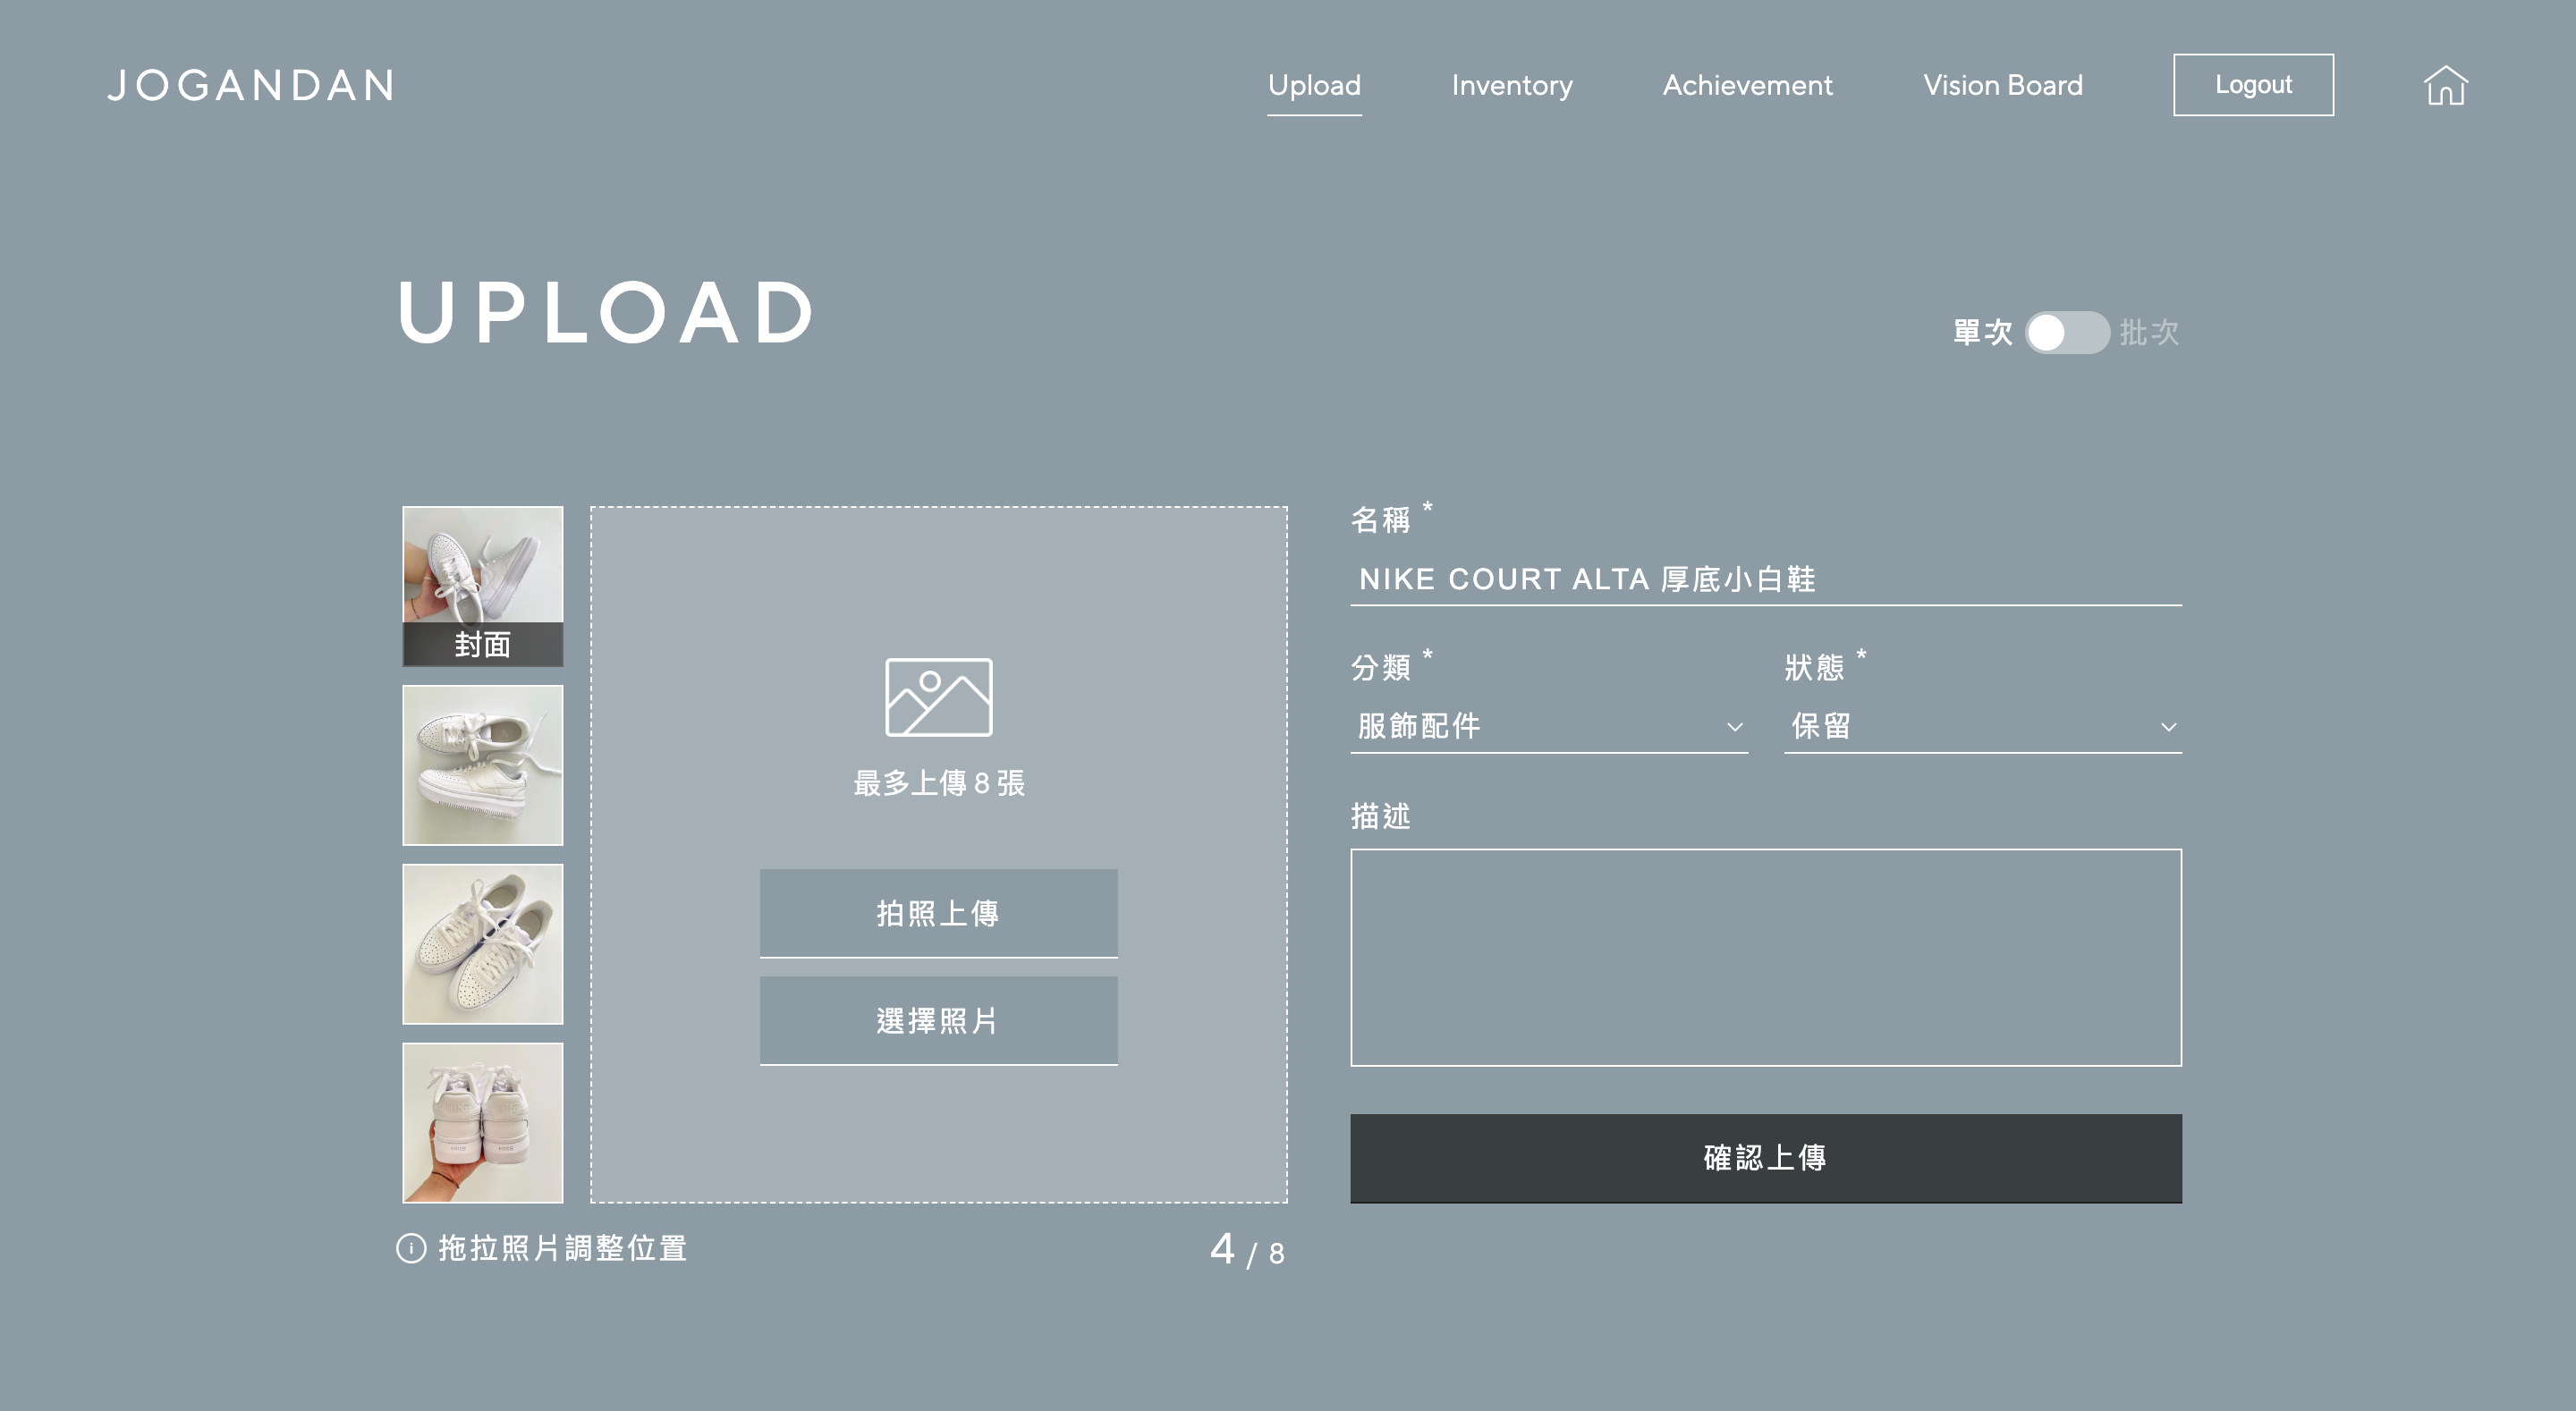 JOGANDAN
Upload
Inventory
Achievement
Vision Board
Logout
UPLOAD
單次
批次
封面
最多上傳 8 張
拍照上傳
選擇照片
拖拉照片調整位置
4 / 8
名稱 *
NIKE COURT ALTA 厚底小白鞋
分類 *
狀態 *
服飾配件
保留
描述
確認上傳